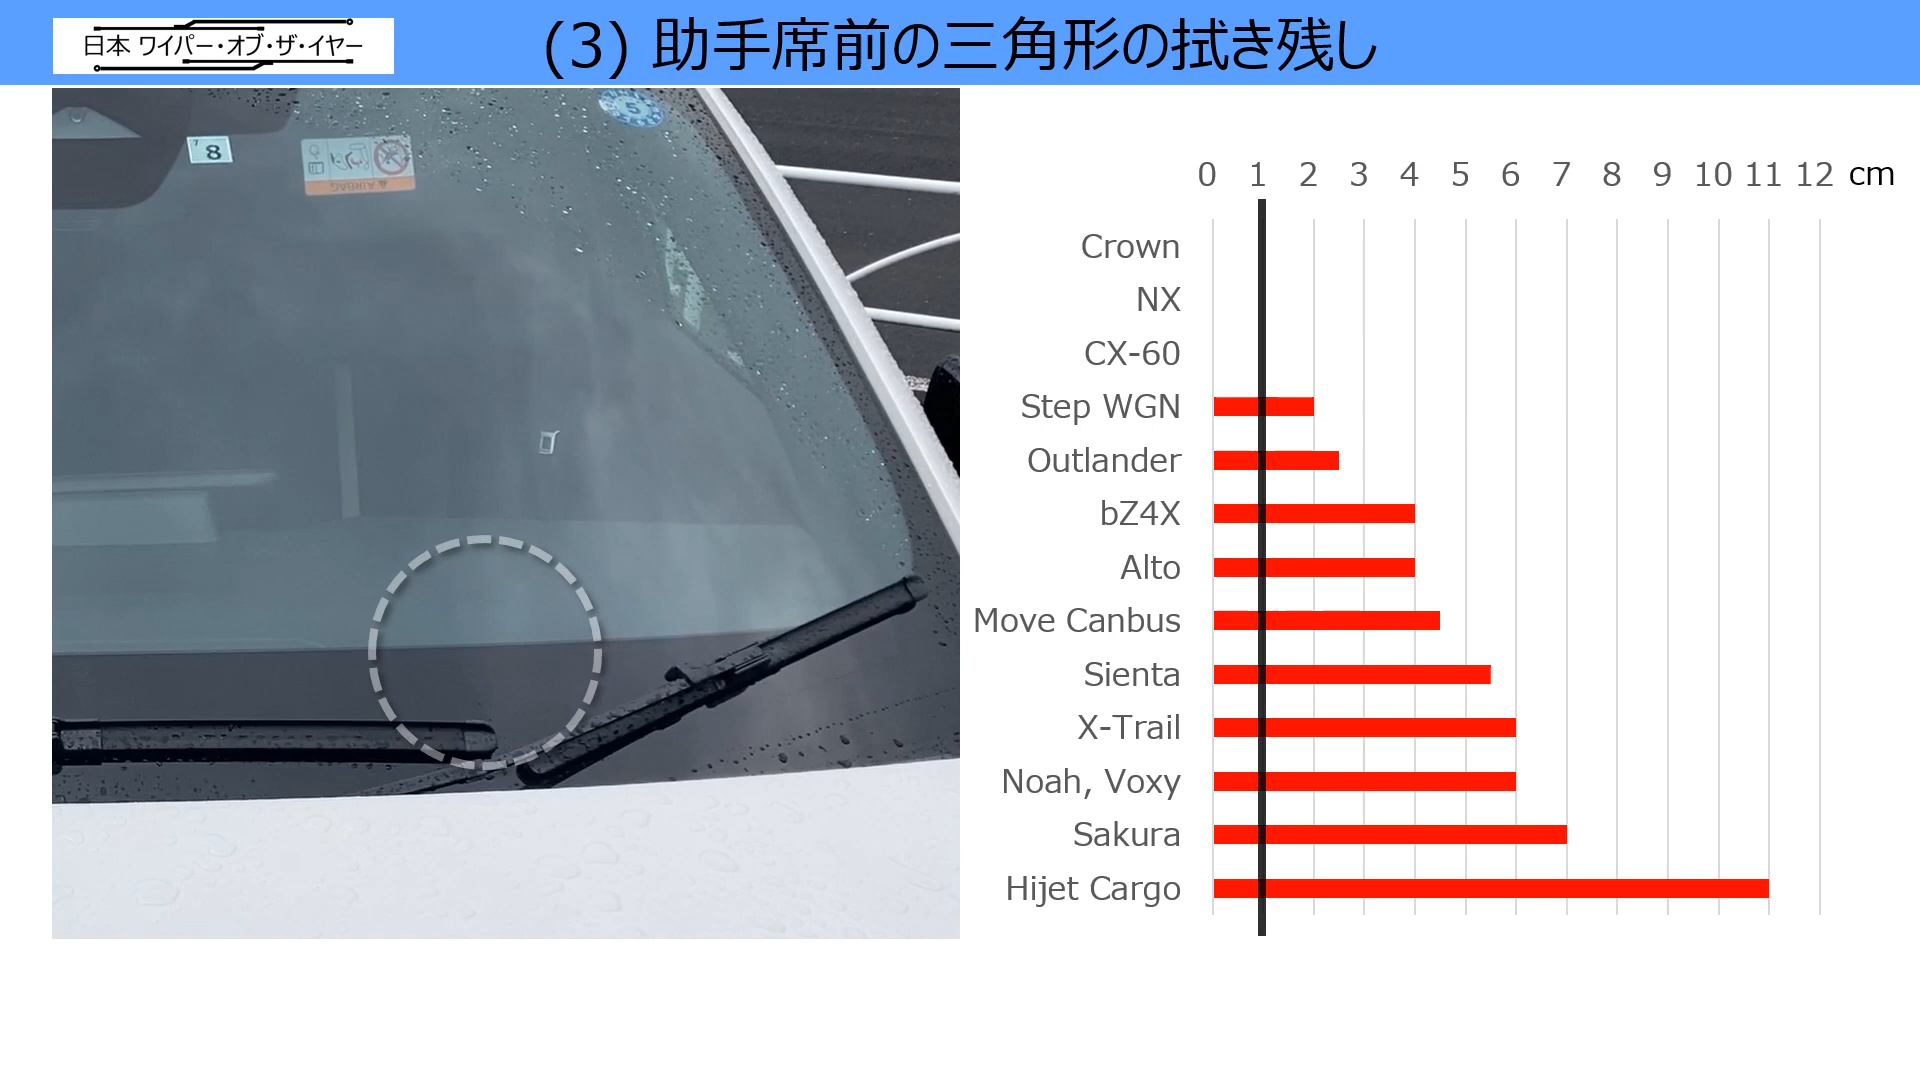 日本 ワイパー・オブ・ザ・イヤー
(3) 助手席前の三角形の拭き残し
5
7 8
AIRBAG
0 1 2 3 4 5 6 7 8 9 10 11 12 cm
Crown
NX
CX-60
Step WGN
Outlander
bZ4X
Alto
Move Canbus
Sienta
X-Trail
Noah, Voxy
Sakura
Hijet Cargo